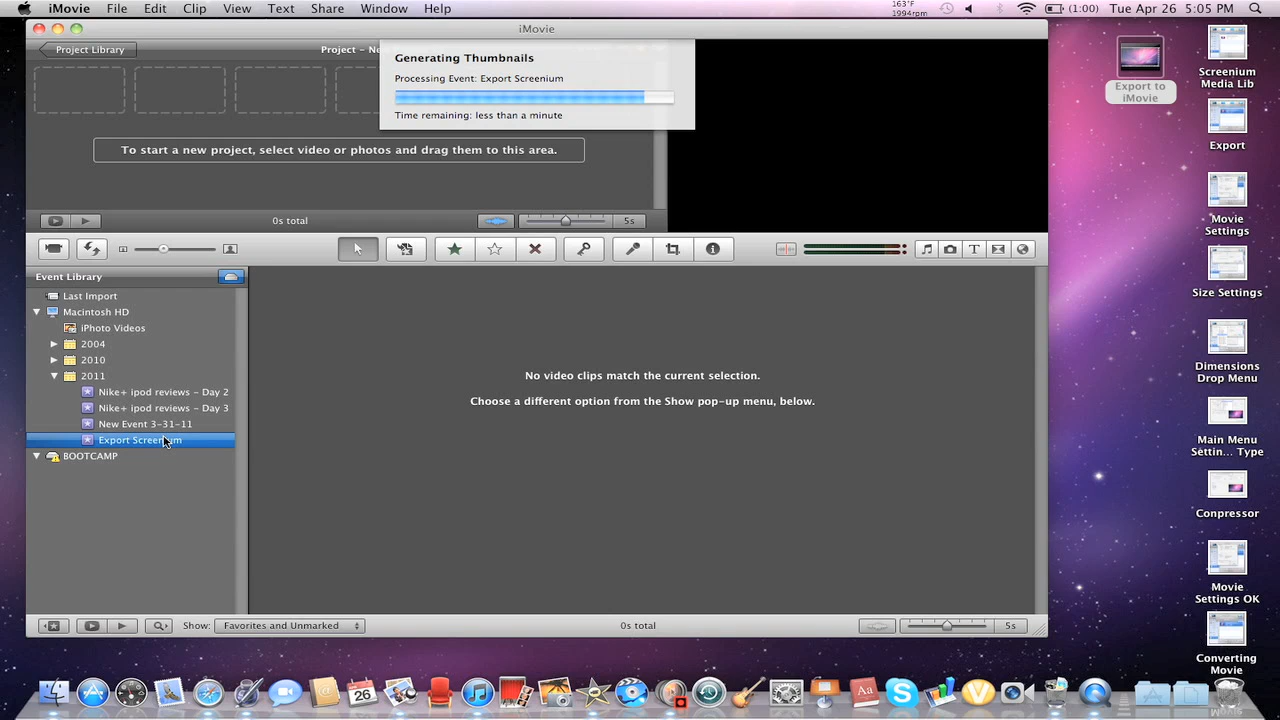 iMovie File Edit Clip View Text Share Window Help
163°F
1994rpm
(1:00) Tue Apr 26 5:05 PM
iMovie
Project Library
Project - Ne
Generating Thumbnails
Processing Event: Export Screenium
Time remaining: less than a minute
To start a new project, select video or photos and drag them to this area.
0s total
5s
Event Library
Last Import
Macintosh HD
iPhoto Videos
2004
2010
2011
Nike+ ipod reviews - Day 2
Nike+ ipod reviews - Day 3
New Event 3-31-11
Export Screenium
BOOTCAMP
No video clips match the current selection.
Choose a different option from the Show pop-up menu, below.
Show: Favorites and Unmarked
0s total
5s
Export to
iMovie
Screenium
Media Lib
Export
Movie
Settings
Size Settings
Dimensions
Drop Menu
Main Menu
Settin... Type
Conpressor
Movie
Settings OK
Converting
Movie
26